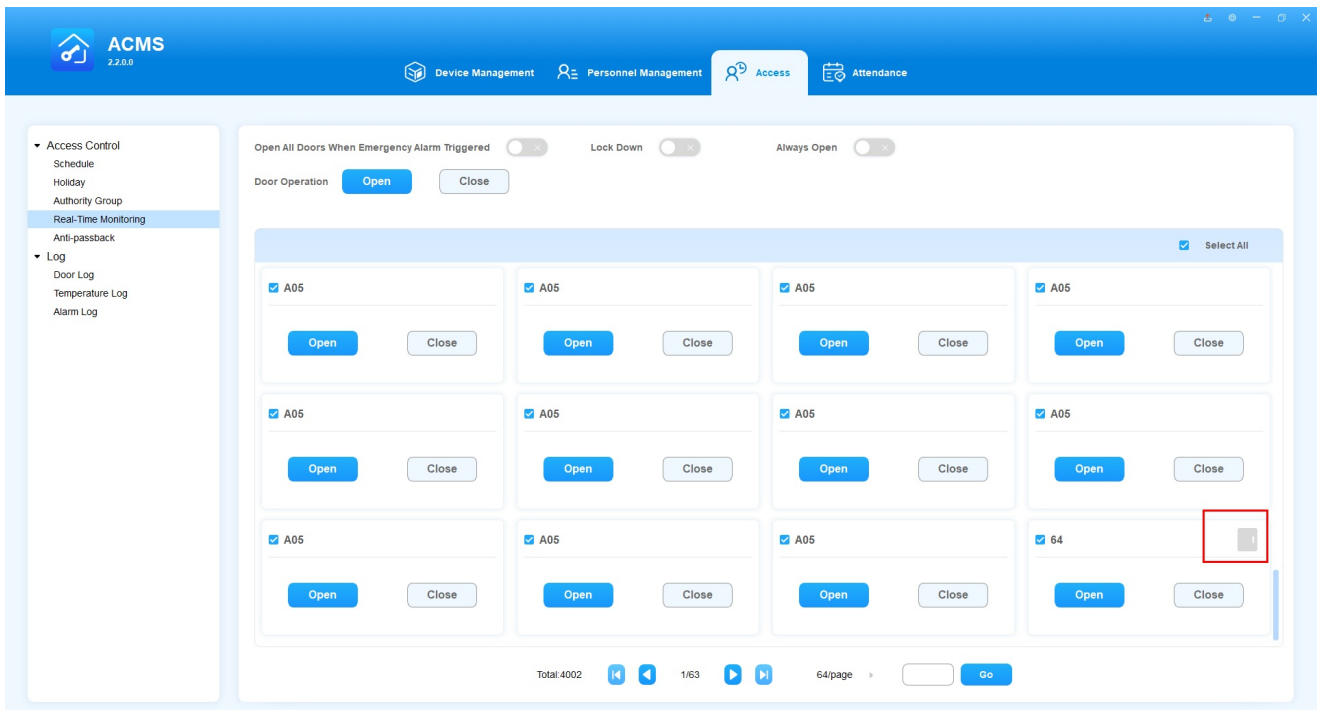 ACMS
2.2.0.0
Device Management
Personnel Management
Access
Attendance
Access Control
Schedule
Holiday
Authority Group
Real-Time Monitoring
Anti-passback
Log
Door Log
Temperature Log
Alarm Log
Open All Doors When Emergency Alarm Triggered Lock Down Always Open
Door Operation Open Close
Select All
A05 A05 A05 A05
Open Close Open Close Open Close Open Close
A05 A05 A05 A05
Open Close Open Close Open Close Open Close
A05 A05 A05 64
Open Close Open Close Open Close Open Close
Total:4002 1/63 64/page Go